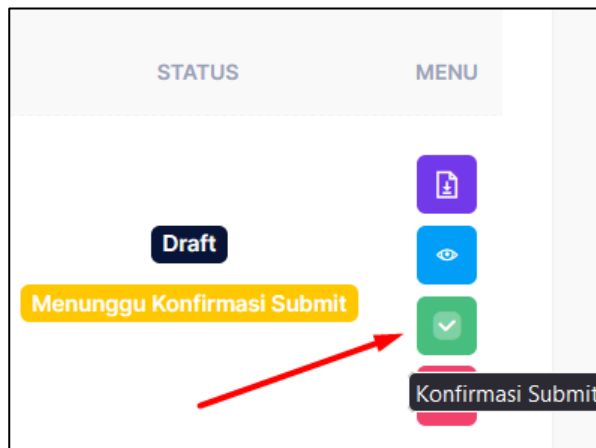 STATUS MENU
Draft
Menunggu Konfirmasi Submit
Konfirmasi Submit